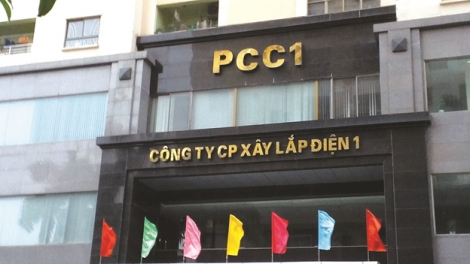 PCC1
CÔNG TY CP XÂY LẮP ĐIỆN 1